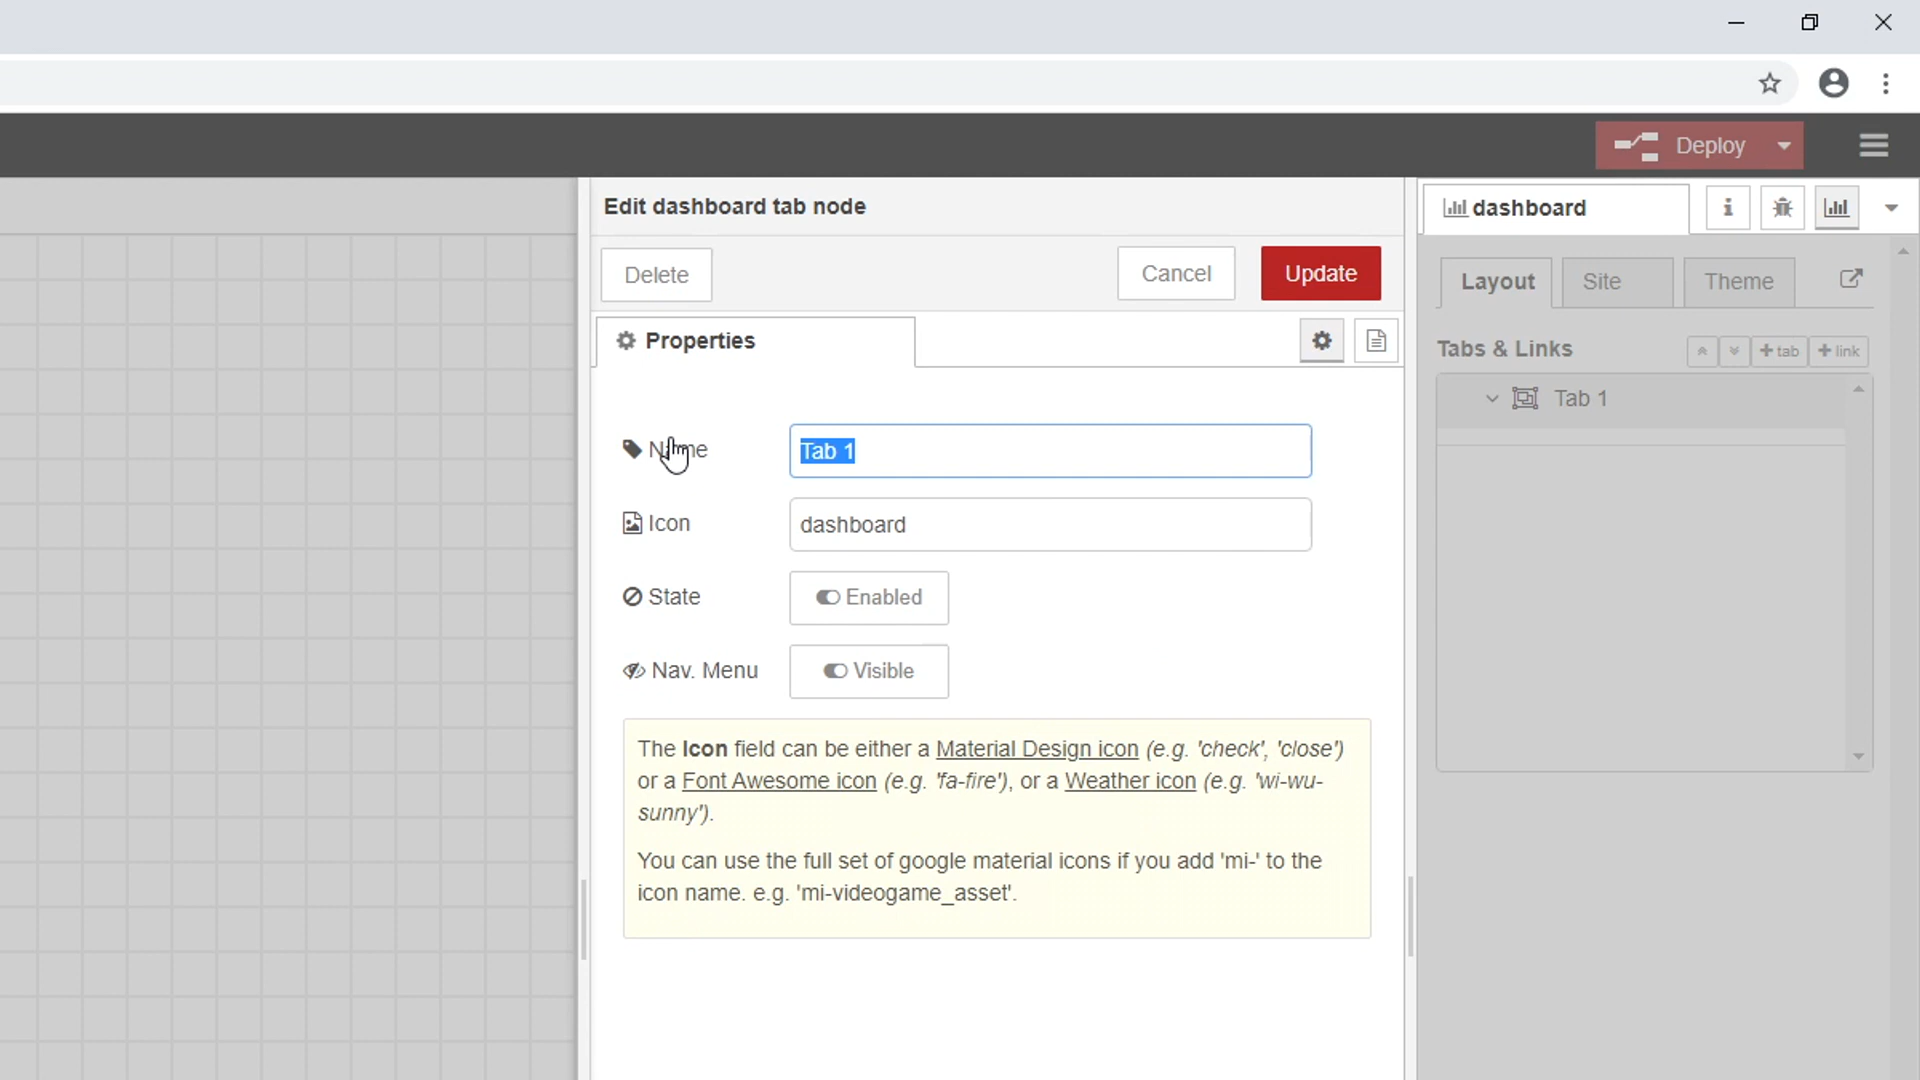 Deploy
Edit dashboard tab node
dashboard
Delete
Cancel
Update
Layout
Site
Theme
Properties
Tabs & Links
tab
link
Tab 1
Name
Tab 1
Icon
dashboard
State
Enabled
Nav. Menu
Visible
The Icon field can be either a Material Design icon (e.g. 'check', 'close')
or a Font Awesome icon (e.g. 'fa-fire'), or a Weather icon (e.g. 'wi-wu-
sunny').
You can use the full set of google material icons if you add 'mi-' to the
icon name. e.g. 'mi-videogame_asset'.